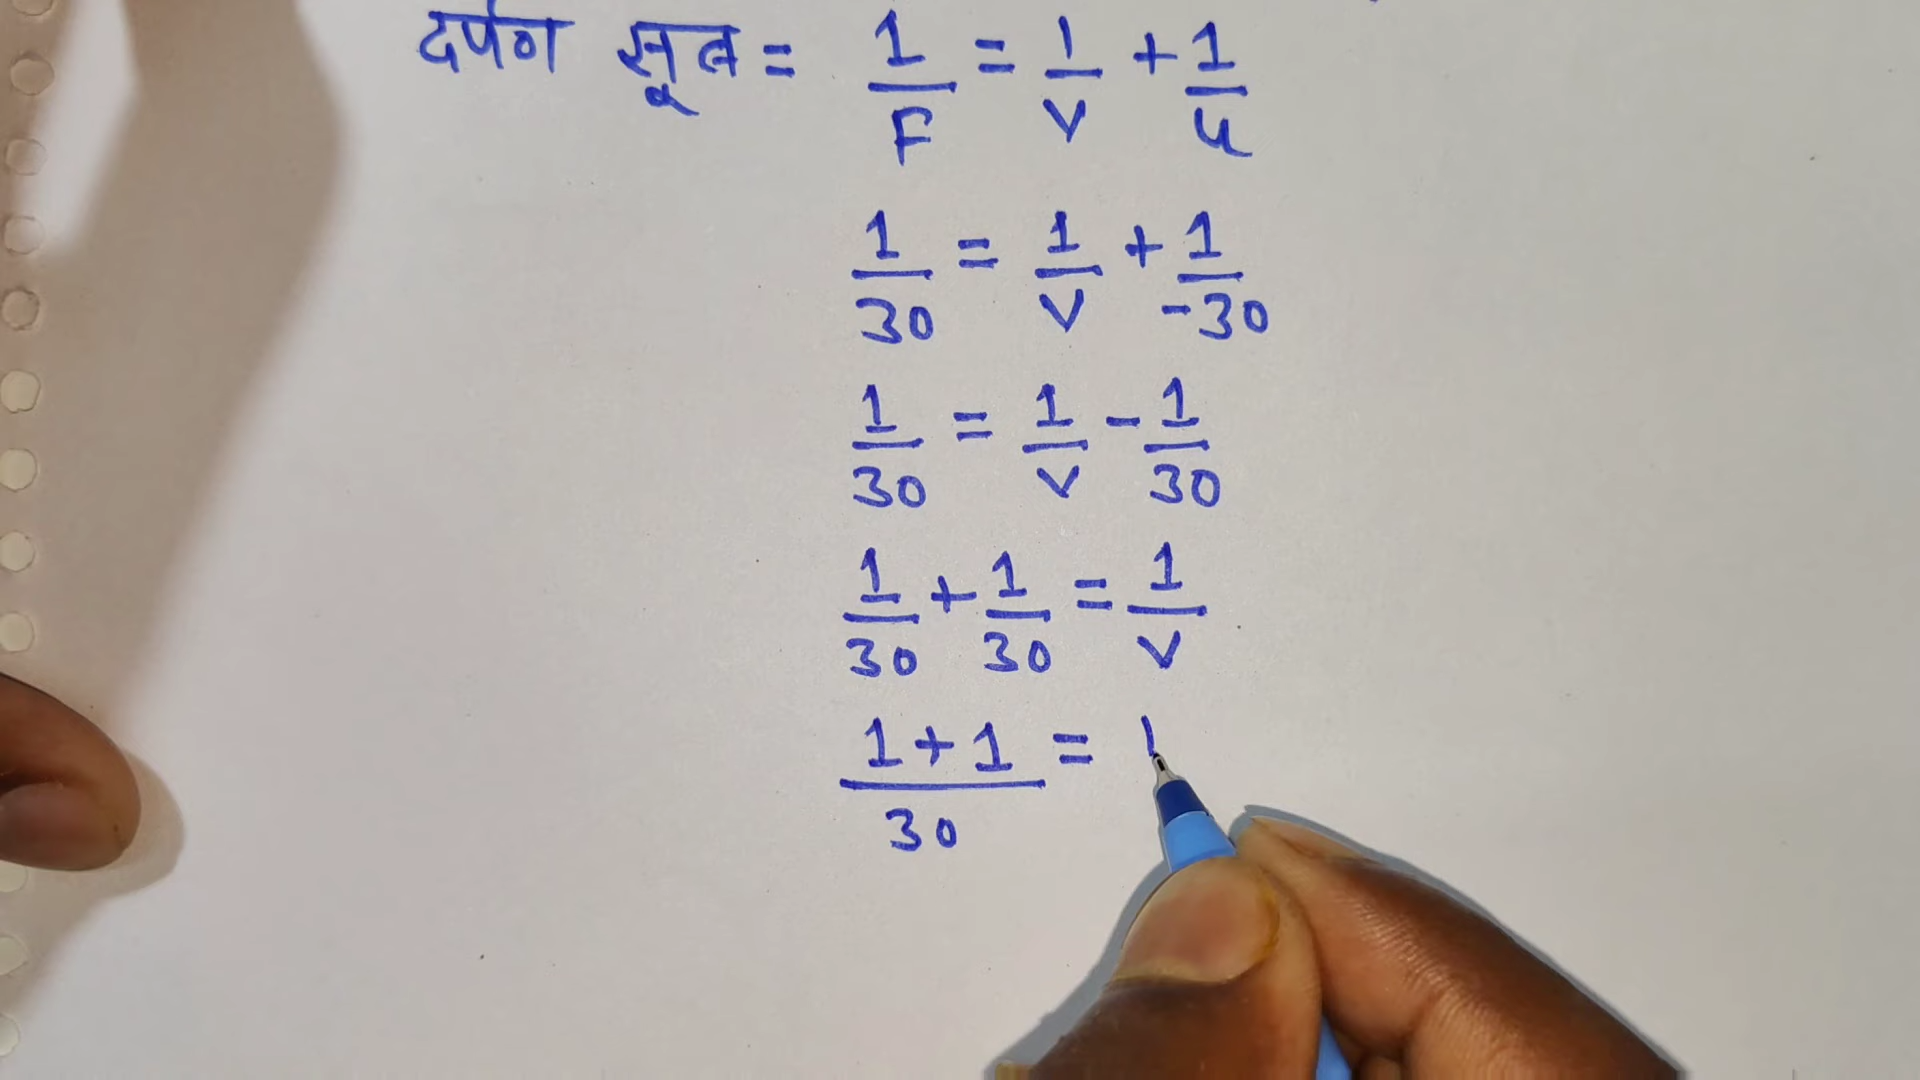 दर्पण सूत्र = 1/F = 1/v + 1/u
1/30 = 1/v + 1/-30
1/30 = 1/v - 1/30
1/30 + 1/30 = 1/v
1+1/30 = 1